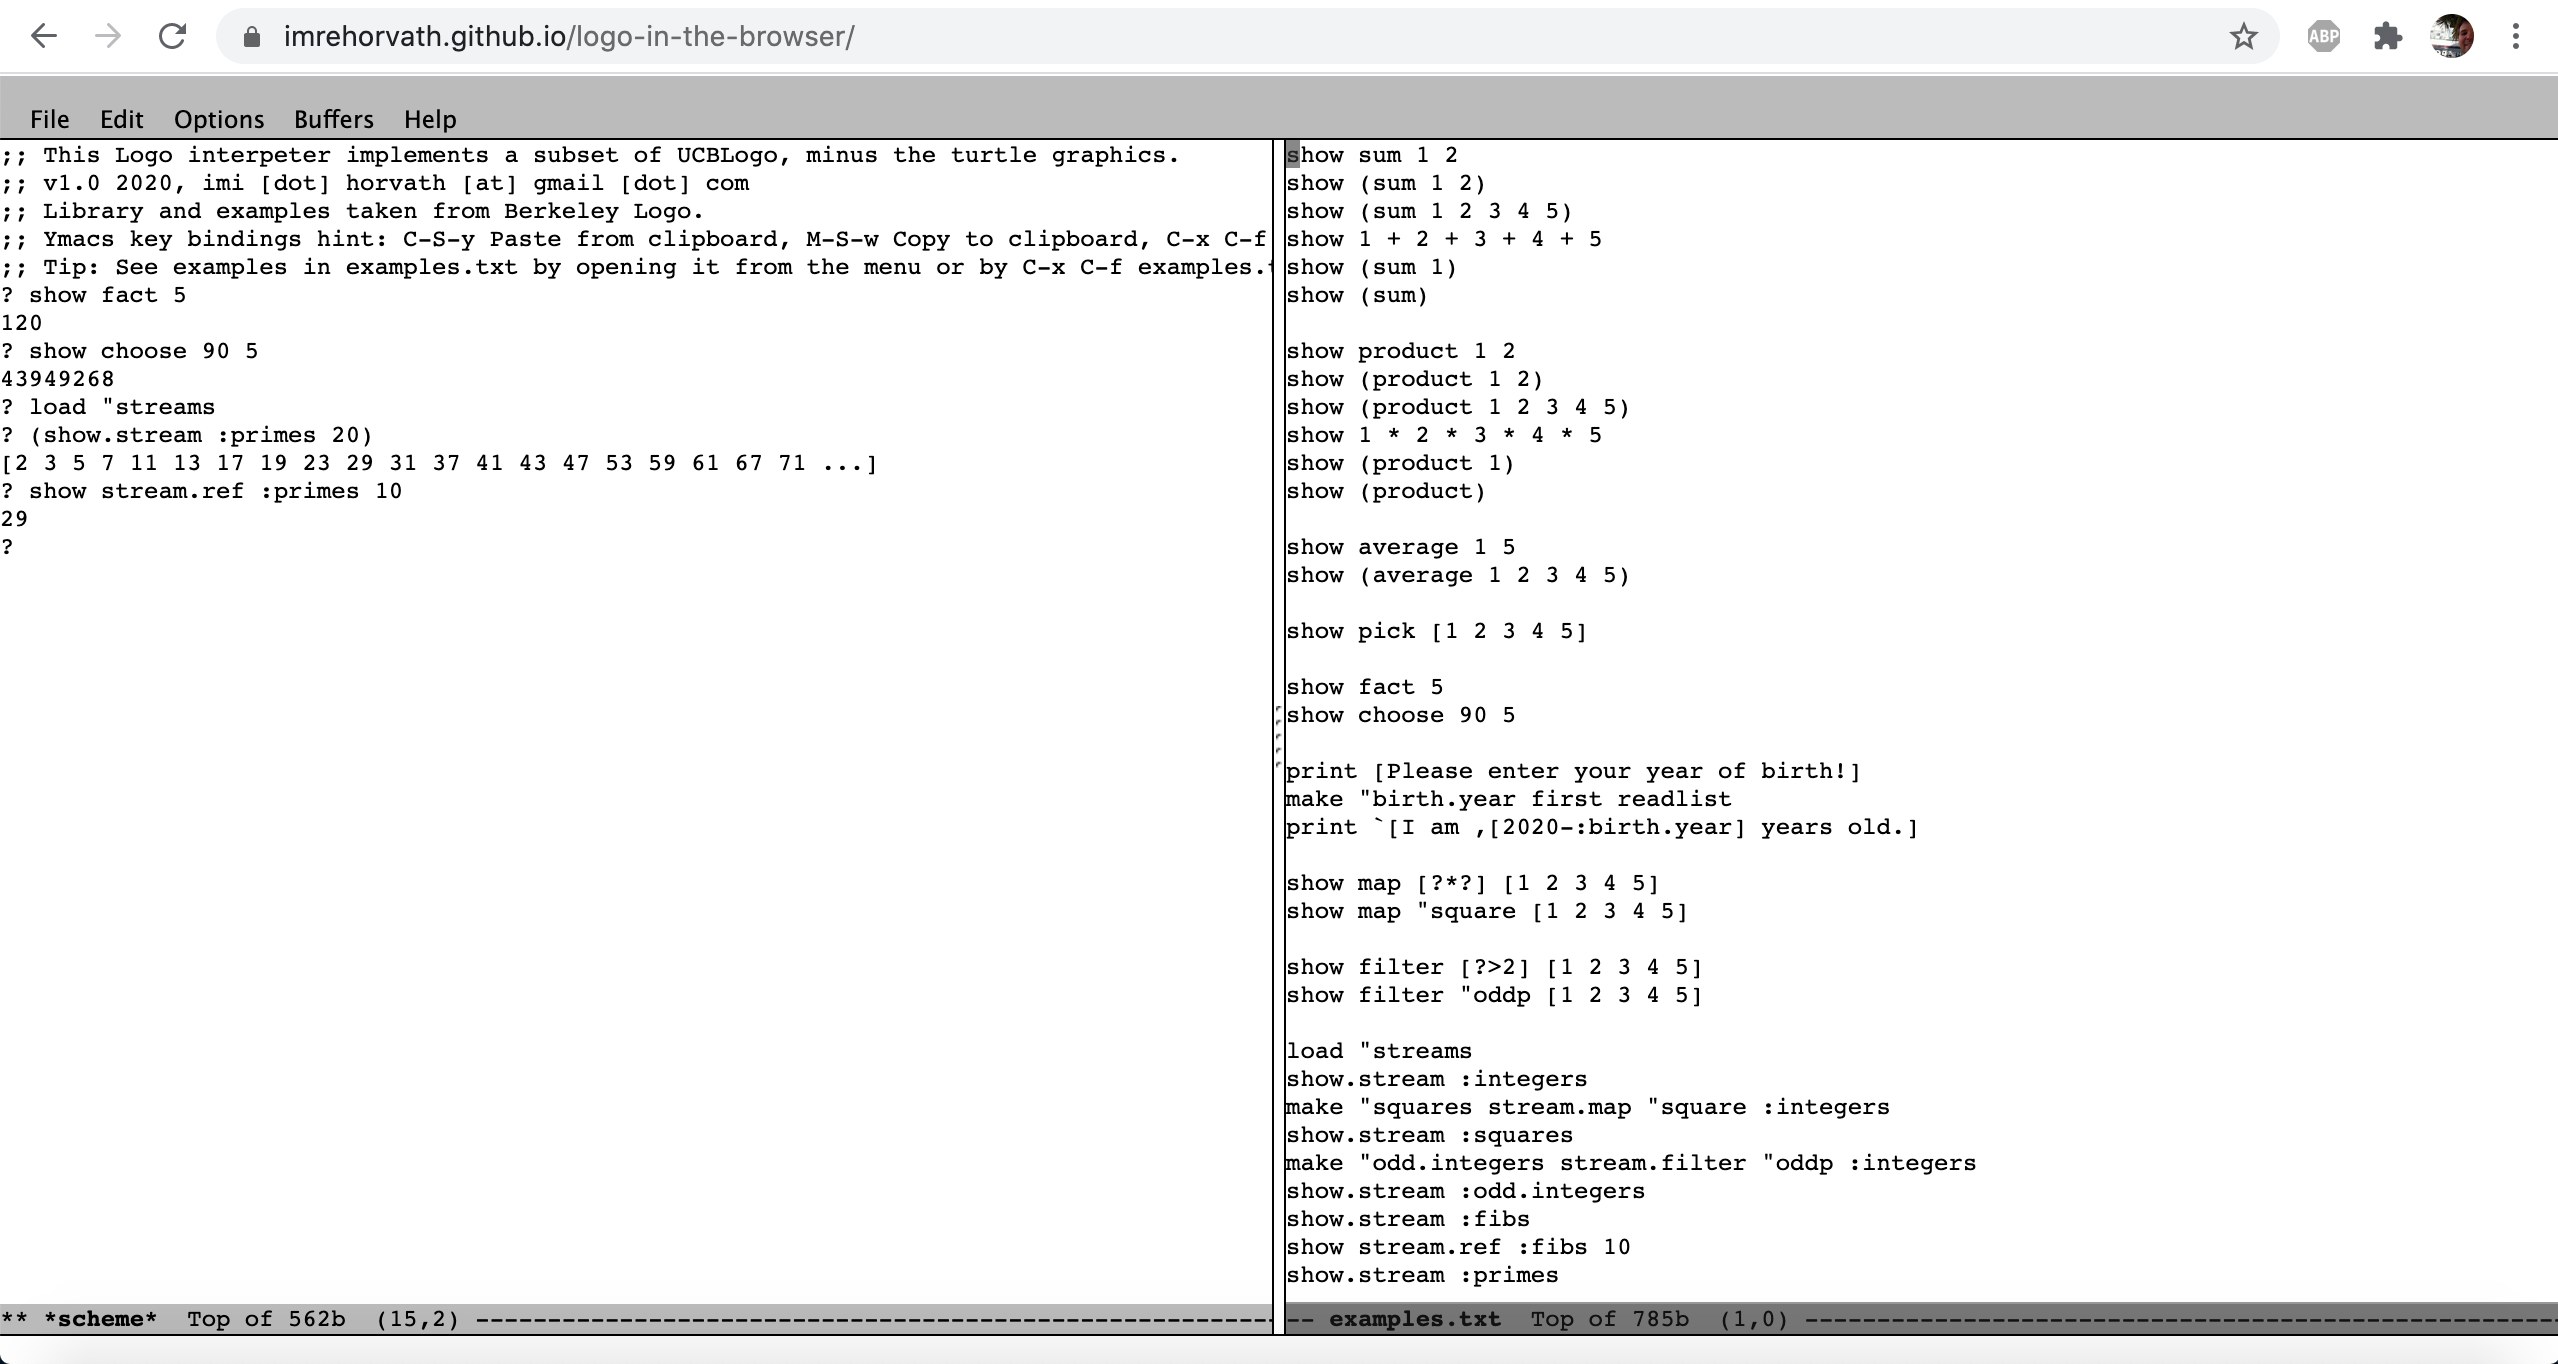 imrehorvath.github.io/logo-in-the-browser/
ABP
File Edit Options Buffers Help
;; This Logo interpeter implements a subset of UCBLogo, minus the turtle graphics.
;; v1.0 2020, imi [dot] horvath [at] gmail [dot] com
;; Library and examples taken from Berkeley Logo.
;; Ymacs key bindings hint: C-S-y Paste from clipboard, M-S-w Copy to clipboard, C-x C-f
;; Tip: See examples in examples.txt by opening it from the menu or by C-x C-f examples.t
? show fact 5
120
? show choose 90 5
43949268
? load "streams
? (show.stream :primes 20)
[2 3 5 7 11 13 17 19 23 29 31 37 41 43 47 53 59 61 67 71 ...]
? show stream.ref :primes 10
29
?
** *scheme*  Top of 562b  (15,2) --------------------------------------------------------
show sum 1 2
show (sum 1 2)
show (sum 1 2 3 4 5)
show 1 + 2 + 3 + 4 + 5
show (sum 1)
show (sum)
show product 1 2
show (product 1 2)
show (product 1 2 3 4 5)
show 1 * 2 * 3 * 4 * 5
show (product 1)
show (product)
show average 1 5
show (average 1 2 3 4 5)
show pick [1 2 3 4 5]
show fact 5
show choose 90 5
print [Please enter your year of birth!]
make "birth.year first readlist
print `[I am ,[2020-:birth.year] years old.]
show map [?*?] [1 2 3 4 5]
show map "square [1 2 3 4 5]
show filter [?>2] [1 2 3 4 5]
show filter "oddp [1 2 3 4 5]
load "streams
show.stream :integers
make "squares stream.map "square :integers
show.stream :squares
make "odd.integers stream.filter "oddp :integers
show.stream :odd.integers
show.stream :fibs
show stream.ref :fibs 10
show.stream :primes
-- examples.txt  Top of 785b  (1,0) -----------------------------------------------------